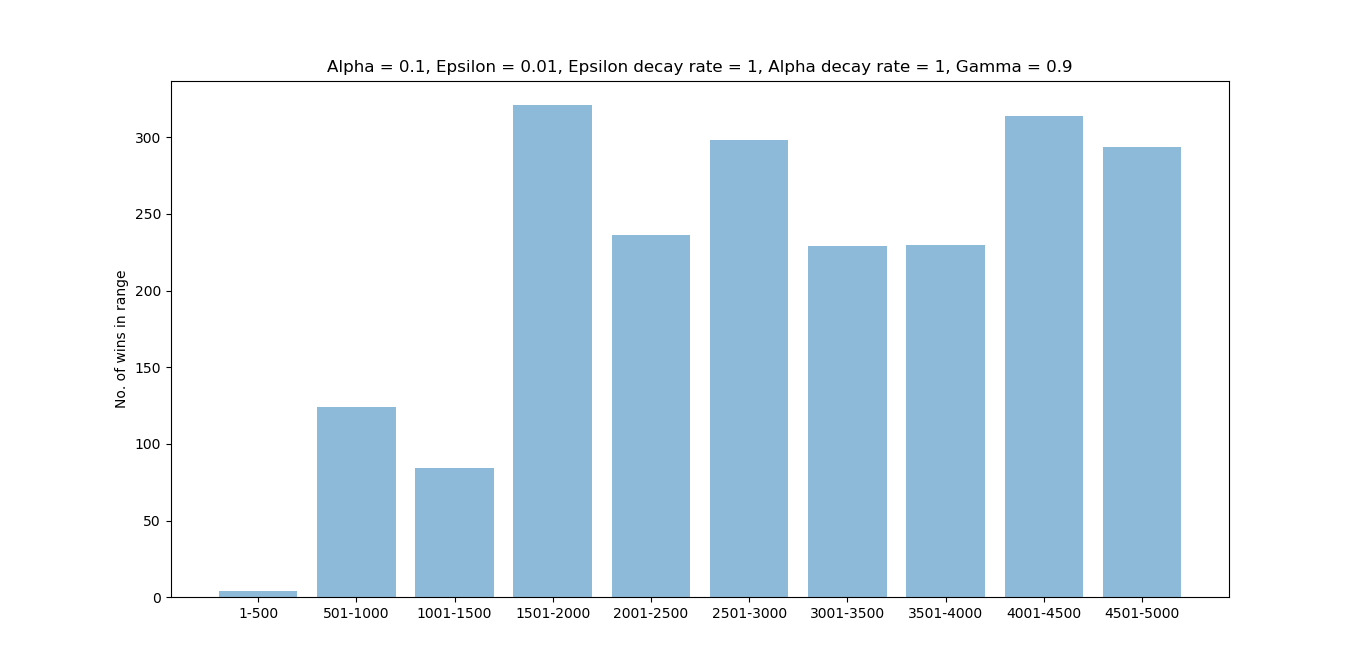 Alpha = 0.1, Epsilon = 0.01, Epsilon decay rate = 1, Alpha decay rate = 1, Gamma = 0.9
No. of wins in range
300
250
200
150
100
50
0
1-500 501-1000 1001-1500 1501-2000 2001-2500 2501-3000 3001-3500 3501-4000 4001-4500 4501-5000